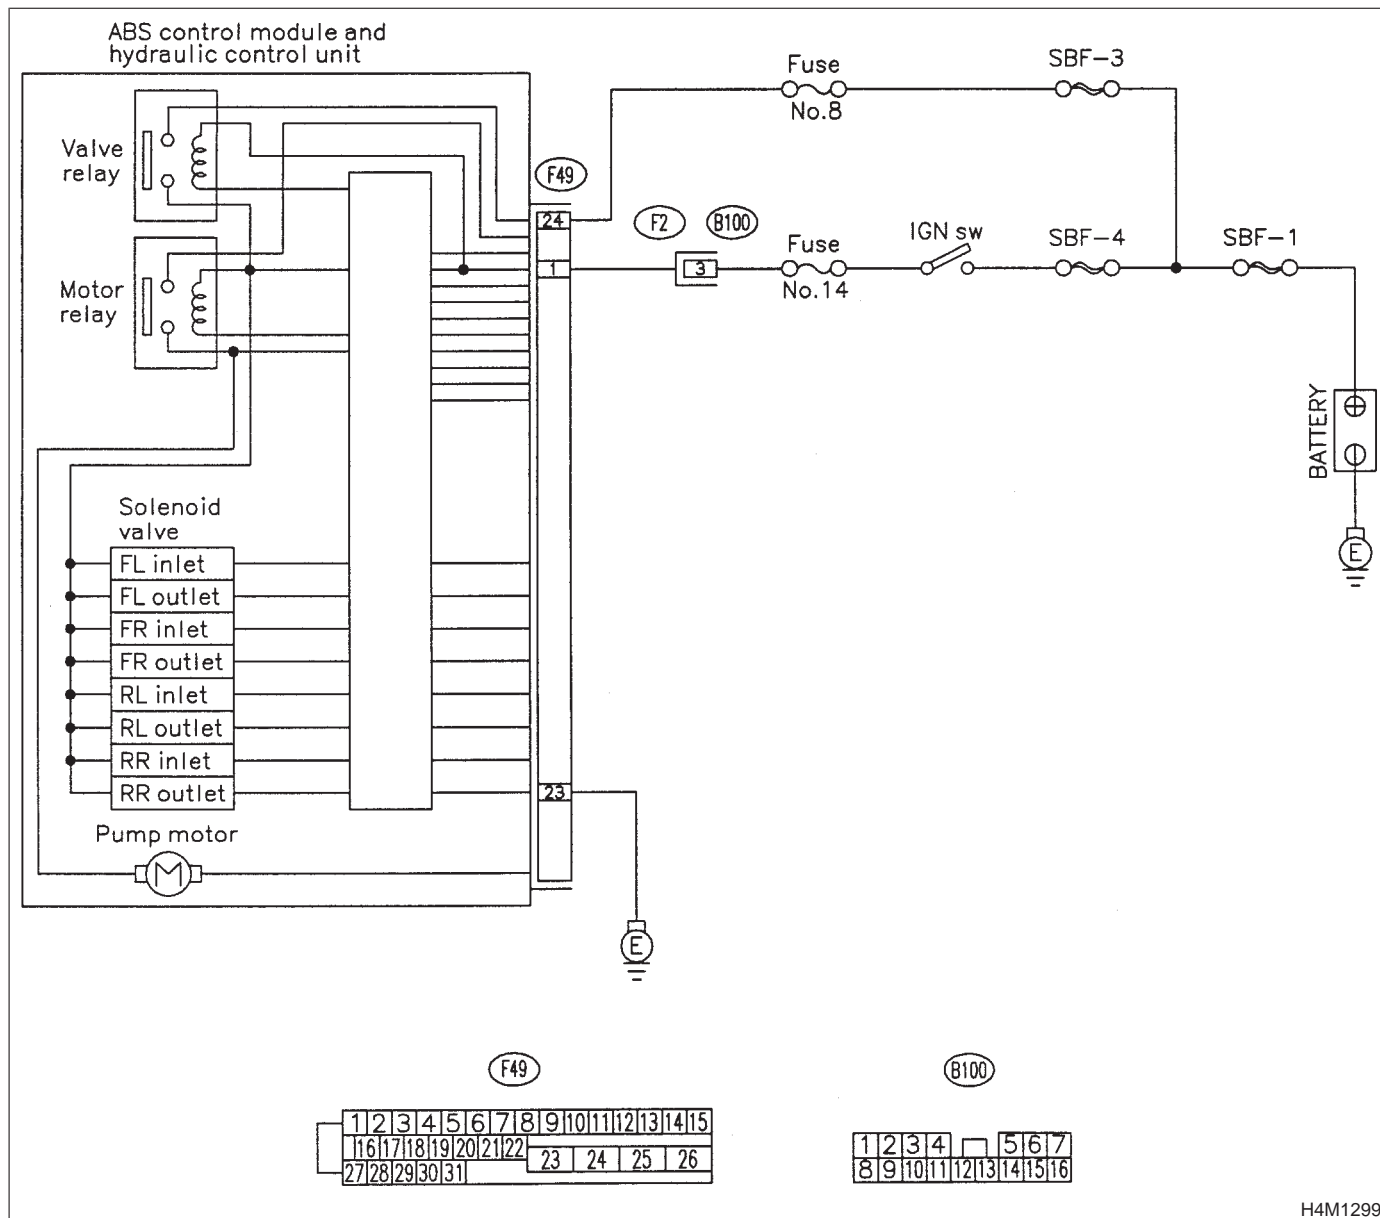 ABS control module and
hydraulic control unit
Valve
relay
Motor
relay
F49
24
1
23
F2
B100
3
Fuse
No.8
SBF-3
Fuse
No.14
IGN sw
SBF-4
SBF-1
BATTERY
E
Solenoid
valve
FL inlet
FL outlet
FR inlet
FR outlet
RL inlet
RL outlet
RR inlet
RR outlet
Pump motor
M
E
F49
1 2 3 4 5 6 7 8 9 10 11 12 13 14 15
16 17 18 19 20 21 22
23 24 25 26
27 28 29 30 31
B100
1 2 3 4 5 6 7
8 9 10 11 12 13 14 15 16
H4M1299